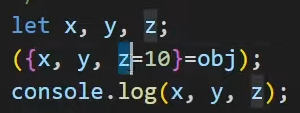 let x, y, z;
({x, y, z=10}=obj);
console.log(x, y, z);